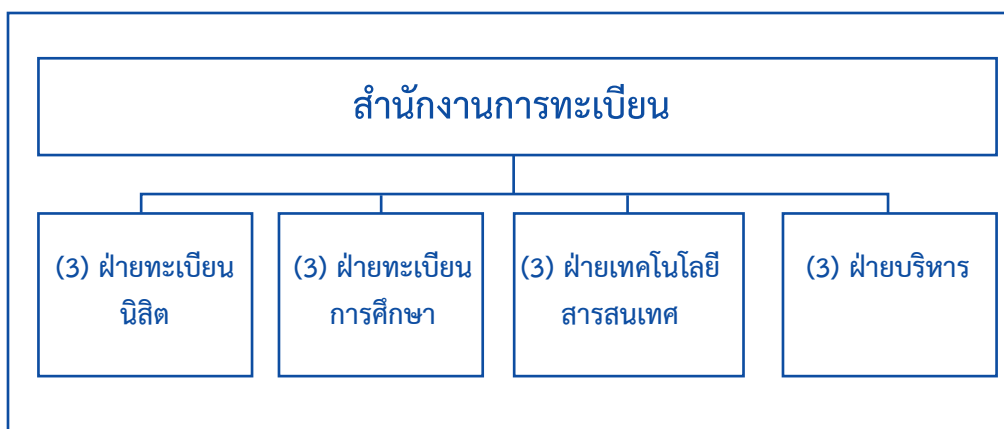 สำนักงานการทะเบียน
(3) ฝ่ายทะเบียน
นิสิต
(3) ฝ่ายทะเบียน
การศึกษา
(3) ฝ่ายเทคโนโลยี
สารสนเทศ
(3) ฝ่ายบริหาร